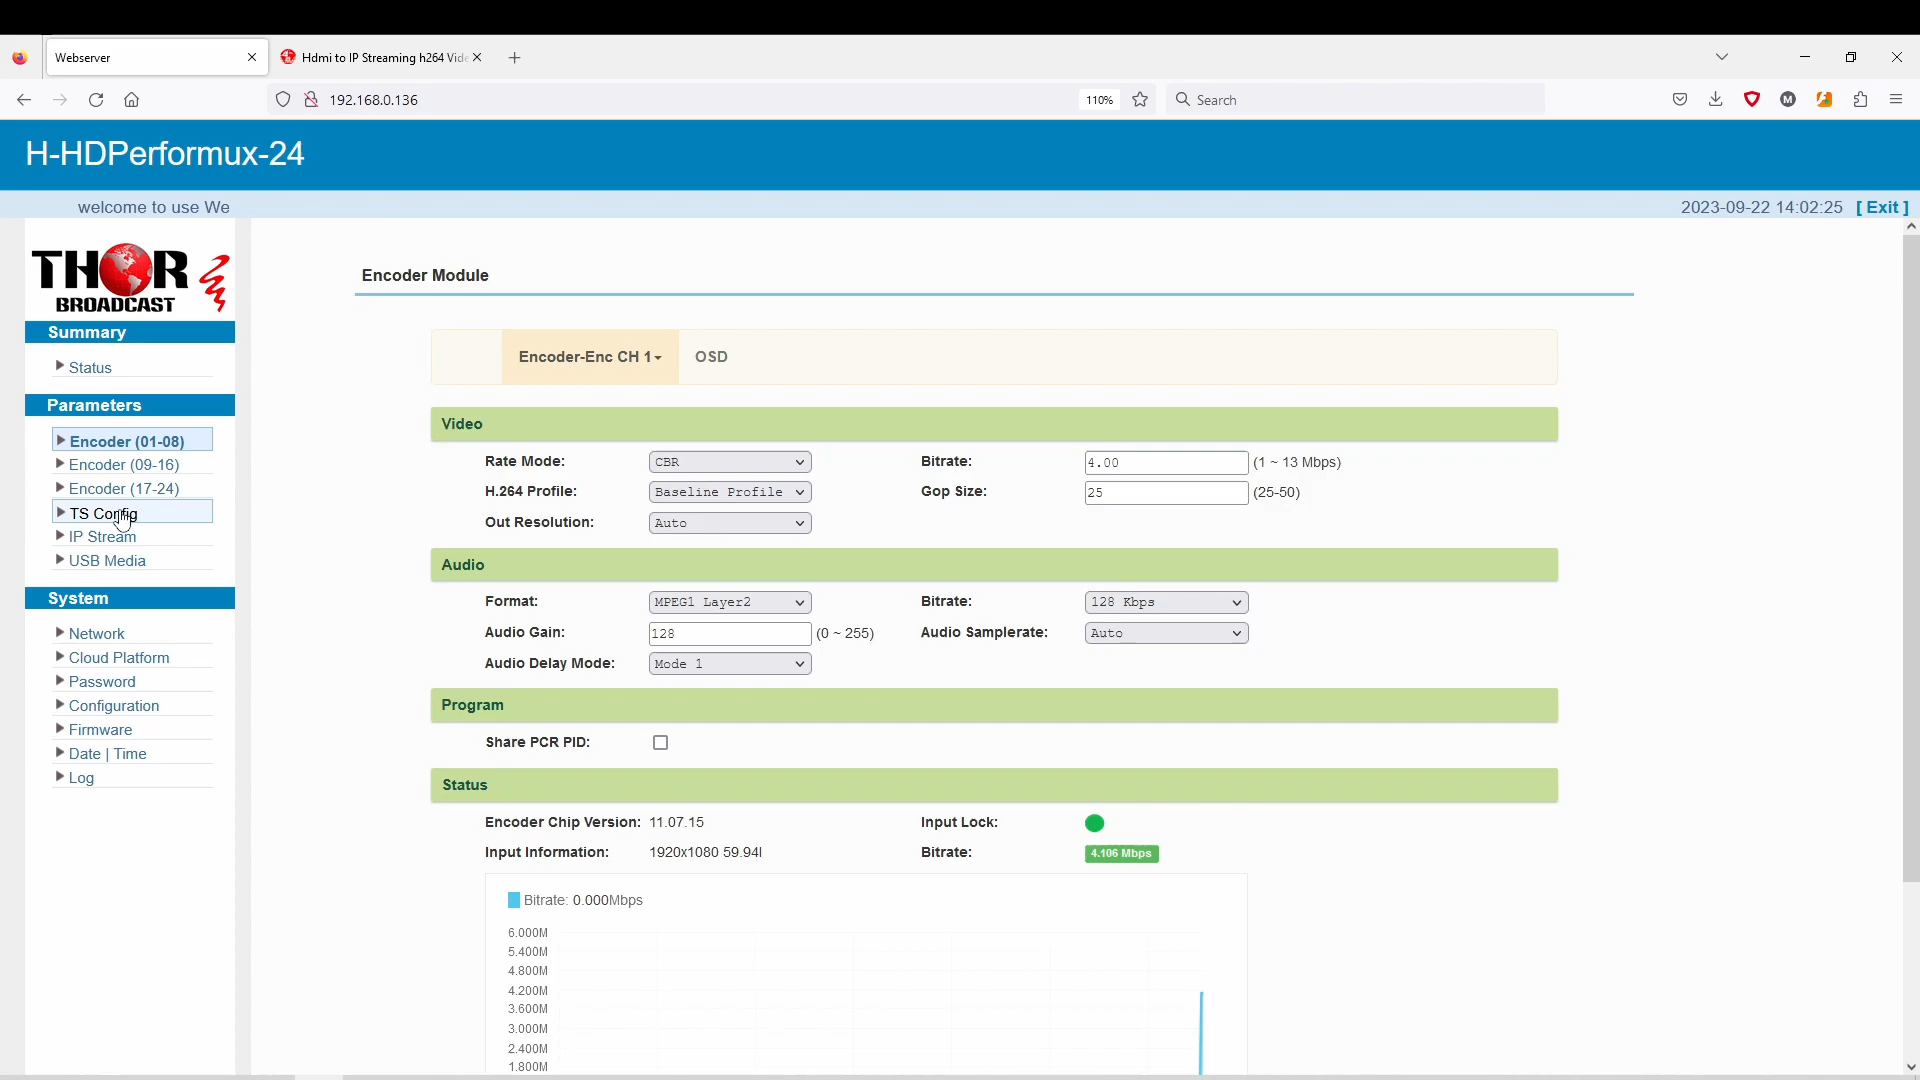 Webserver
Hdmi to IP Streaming h264 Vide
192.168.0.136
110%
Search
M
H-HDPerformux-24
welcome to use We
2023-09-22 14:02:25 [ Exit ]
THOR
BROADCAST
Summary
Status
Parameters
Encoder (01-08)
Encoder (09-16)
Encoder (17-24)
TS Config
IP Stream
USB Media
System
Network
Cloud Platform
Password
Configuration
Firmware
Date | Time
Log
Encoder Module
Encoder-Enc CH 1 OSD
Video
Rate Mode: CBR Bitrate: 4.00 (1 ~ 13 Mbps)
H.264 Profile: Baseline Profile Gop Size: 25 (25-50)
Out Resolution: Auto
Audio
Format: MPEG1 Layer2 Bitrate: 128 Kbps
Audio Gain: 128 (0 ~ 255) Audio Samplerate: Auto
Audio Delay Mode: Mode 1
Program
Share PCR PID:
Status
Encoder Chip Version: 11.07.15 Input Lock:
Input Information: 1920x1080 59.94I Bitrate: 4.106 Mbps
Bitrate: 0.000Mbps
6.000M
5.400M
4.800M
4.200M
3.600M
3.000M
2.400M
1.800M